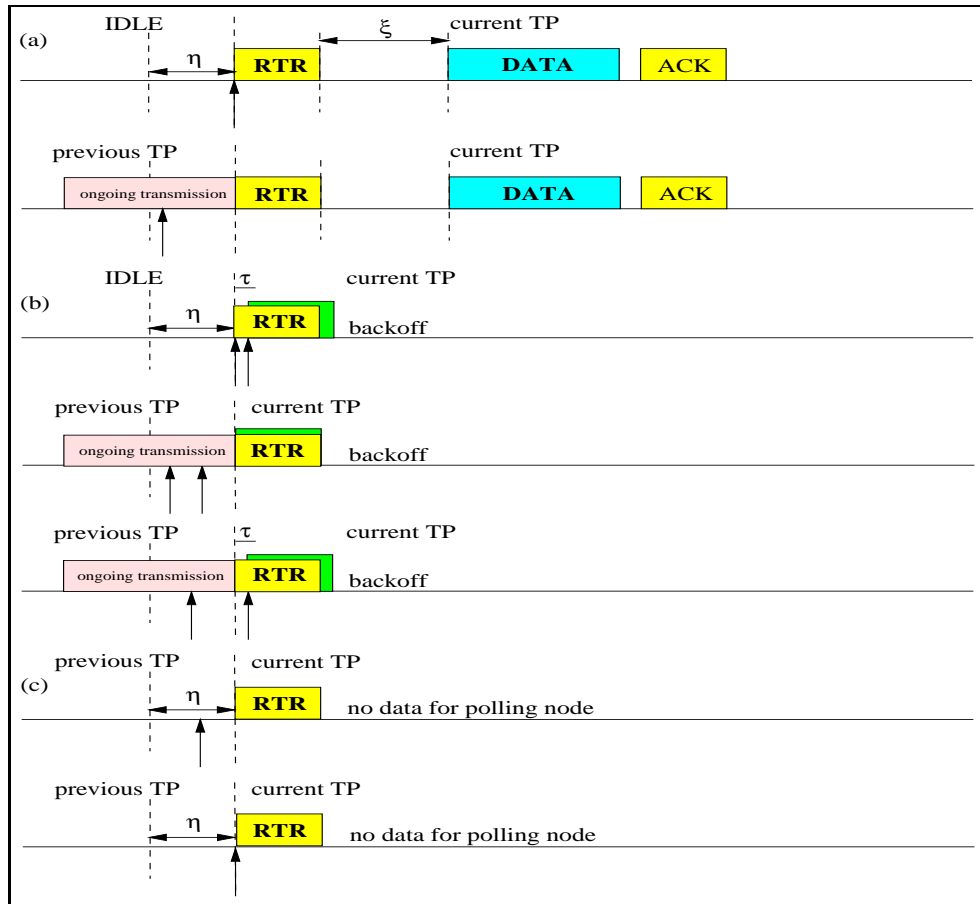 IDLE
ξ
current TP
(a)
η
RTR
DATA
ACK
previous TP
current TP
ongoing transmission
RTR
DATA
ACK
IDLE
τ
current TP
(b)
η
RTR
backoff
previous TP
current TP
ongoing transmission
RTR
backoff
previous TP
τ
current TP
ongoing transmission
RTR
backoff
previous TP
current TP
(c)
η
RTR
no data for polling node
previous TP
current TP
η
RTR
no data for polling node